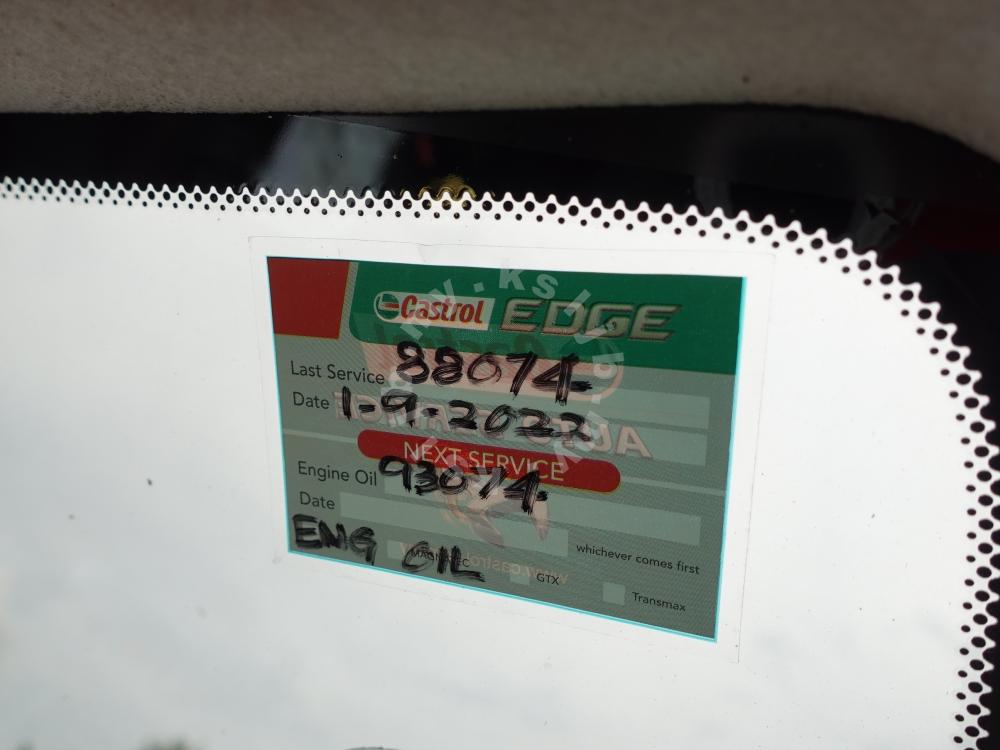 Castrol EDGE
Last Service 88074
Date 1-9-2022
NEXT SERVICE
Engine Oil 93074
Date
whichever comes first
ENG OIL
GTX
Transmax